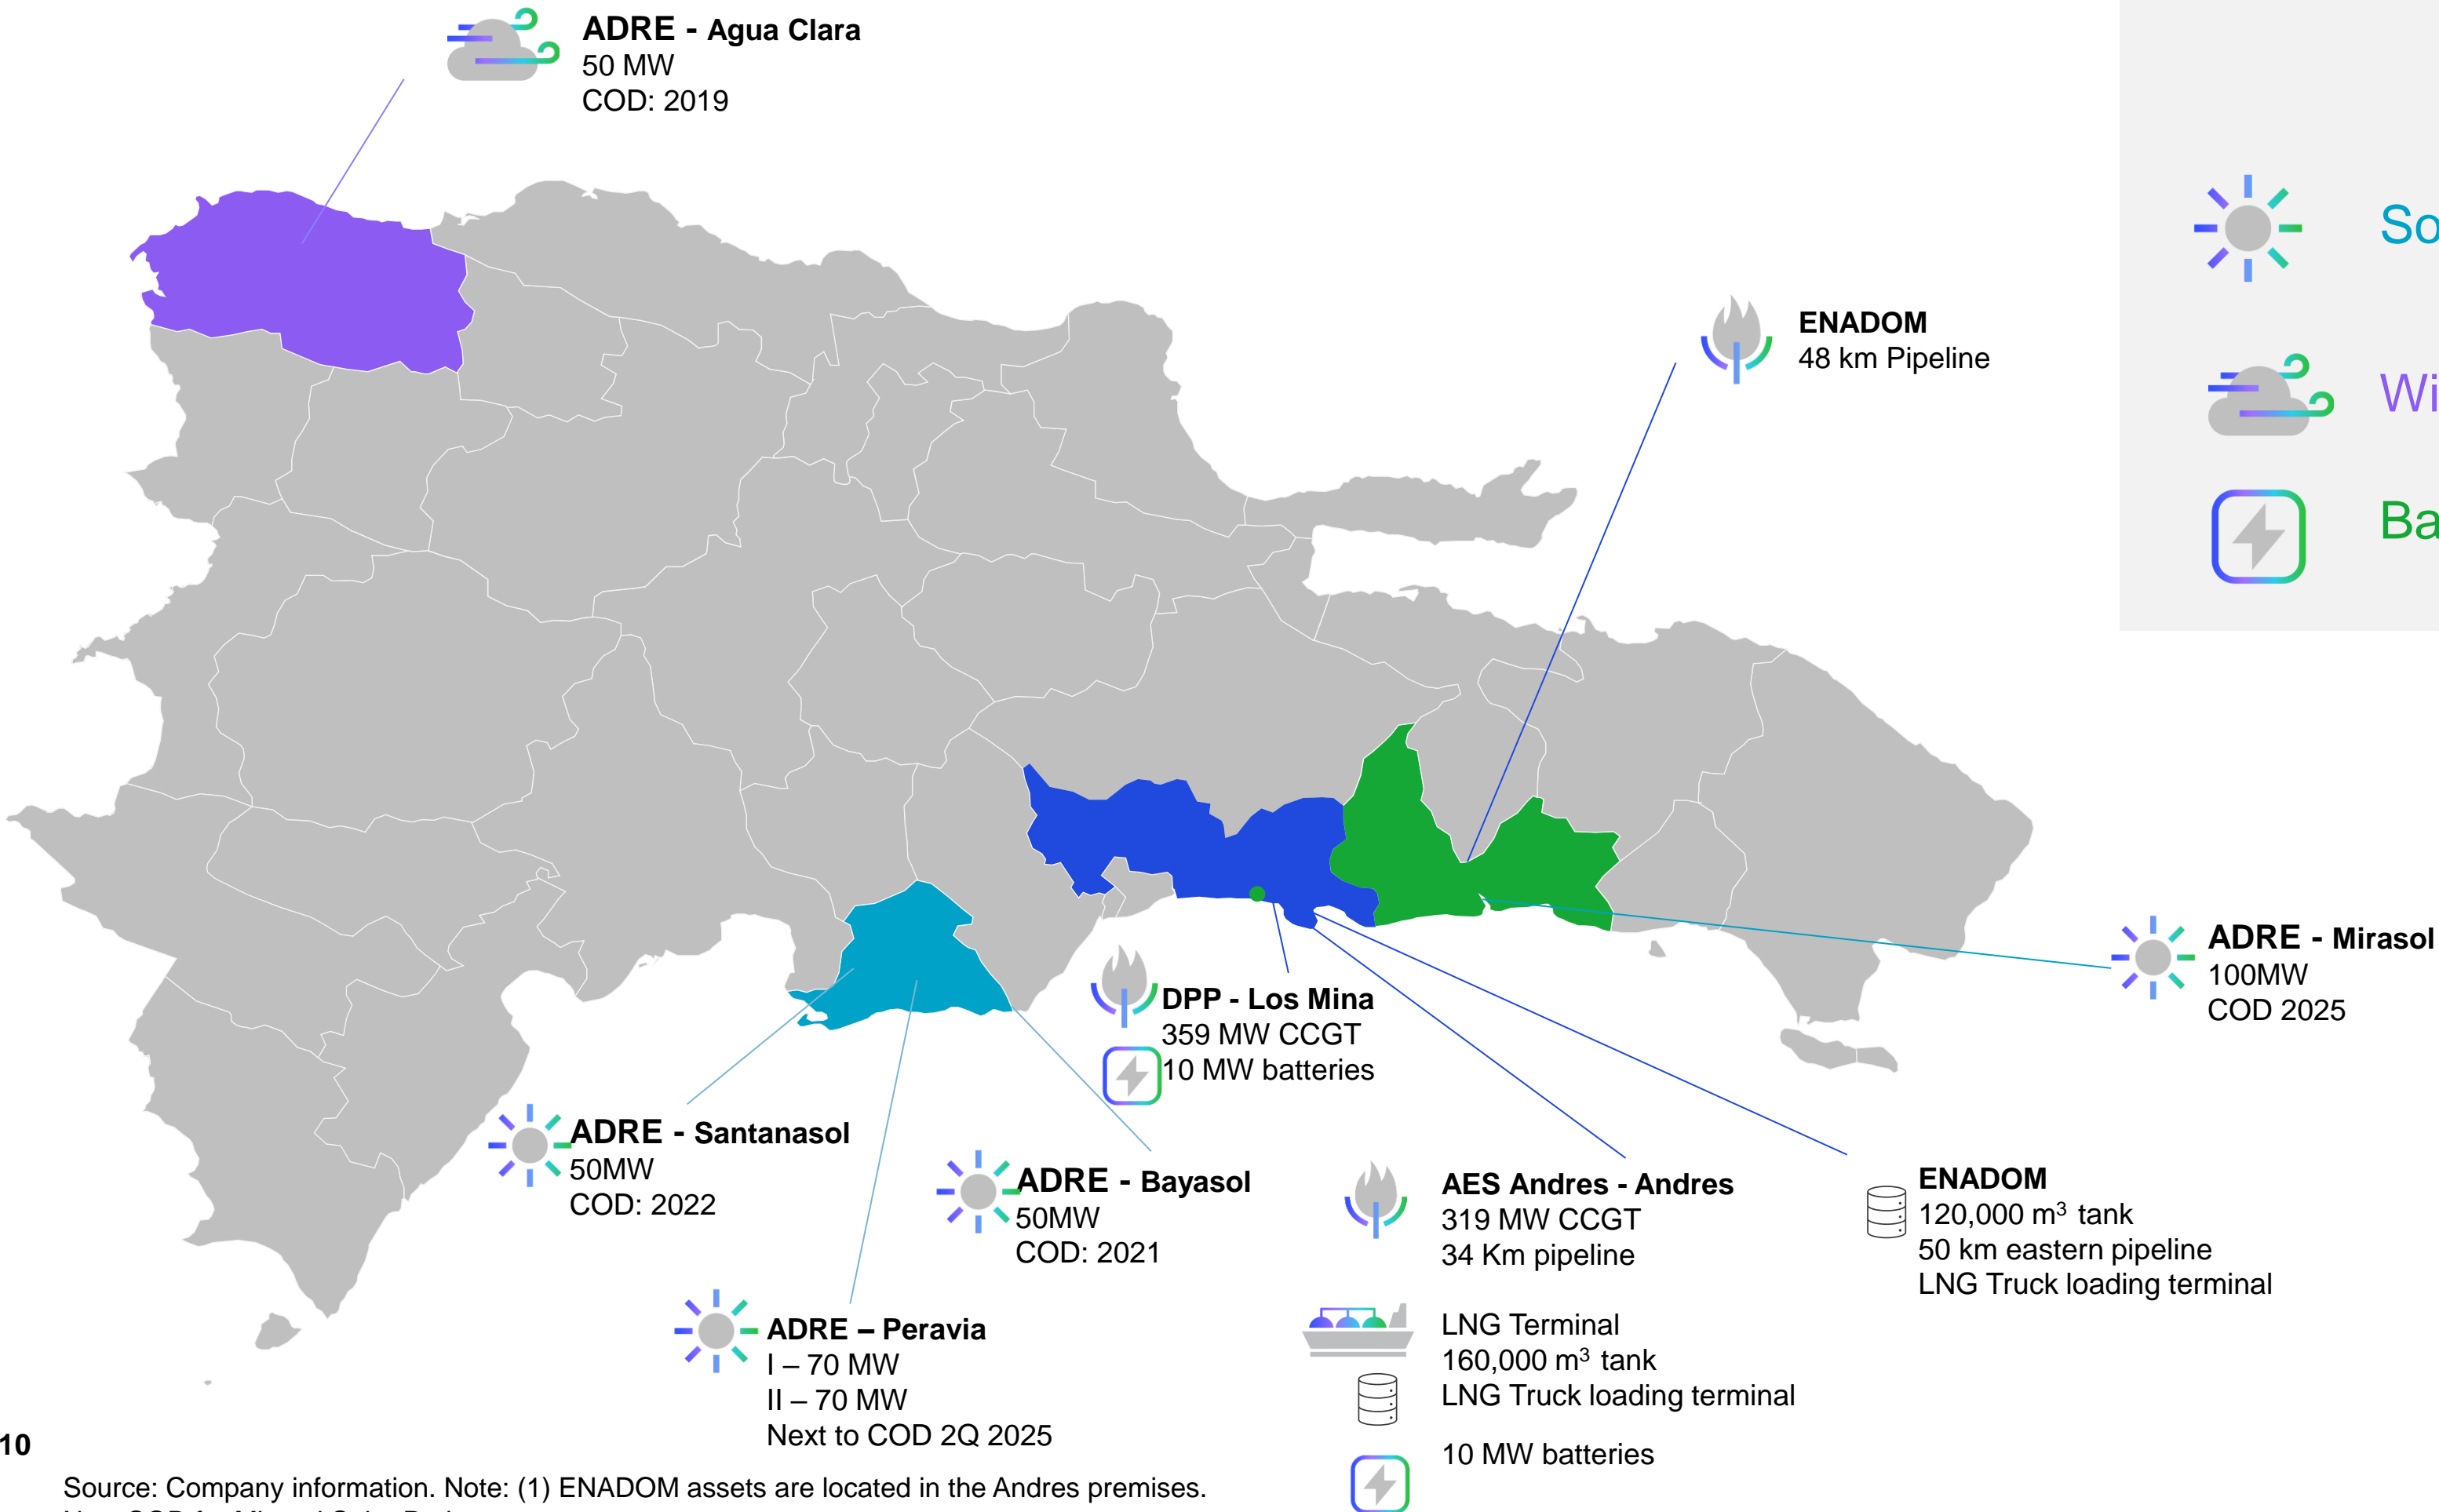 ADRE - Agua Clara
50 MW
COD: 2019
ENADOM
48 km Pipeline
ADRE - Mirasol
100MW
COD 2025
DPP - Los Mina
359 MW CCGT
10 MW batteries
ADRE - Santanasol
50MW
COD: 2022
ADRE - Bayasol
50MW
COD: 2021
ADRE – Peravia
I – 70 MW
II – 70 MW
Next to COD 2Q 2025
AES Andres - Andres
319 MW CCGT
34 Km pipeline
LNG Terminal
160,000 m³ tank
LNG Truck loading terminal
10 MW batteries
ENADOM
120,000 m³ tank
50 km eastern pipeline
LNG Truck loading terminal
10
Source: Company information. Note: (1) ENADOM assets are located in the Andres premises.